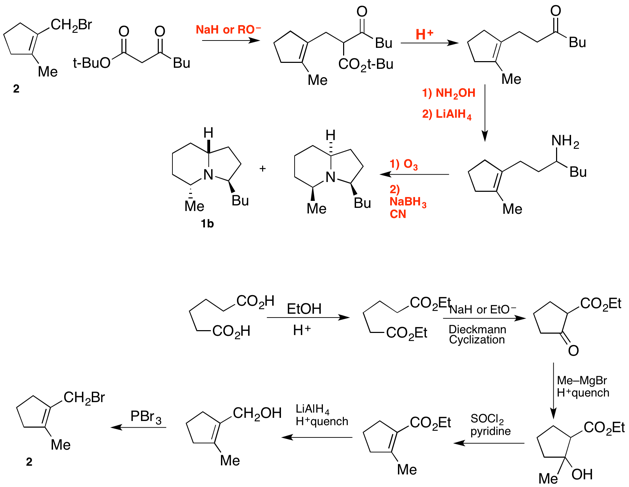 CH₂Br
Me
2
O
O
t-BuO
Bu
NaH or RO⁻
O
Bu
CO₂t-Bu
Me
H⁺
O
Bu
Me
1) NH₂OH
2) LiAlH₄
NH₂
Bu
Me
1) O₃
2)
NaBH₃
CN
H
N
Me
Bu
1b
+
H
N
Me
Bu
CO₂H
CO₂H
EtOH
H⁺
CO₂Et
CO₂Et
NaH or EtO⁻
Dieckmann
Cyclization
CO₂Et
O
Me–MgBr
H⁺quench
CO₂Et
OH
Me
SOCl₂
pyridine
CO₂Et
Me
LiAlH₄
H⁺quench
CH₂OH
Me
PBr₃
CH₂Br
Me
2